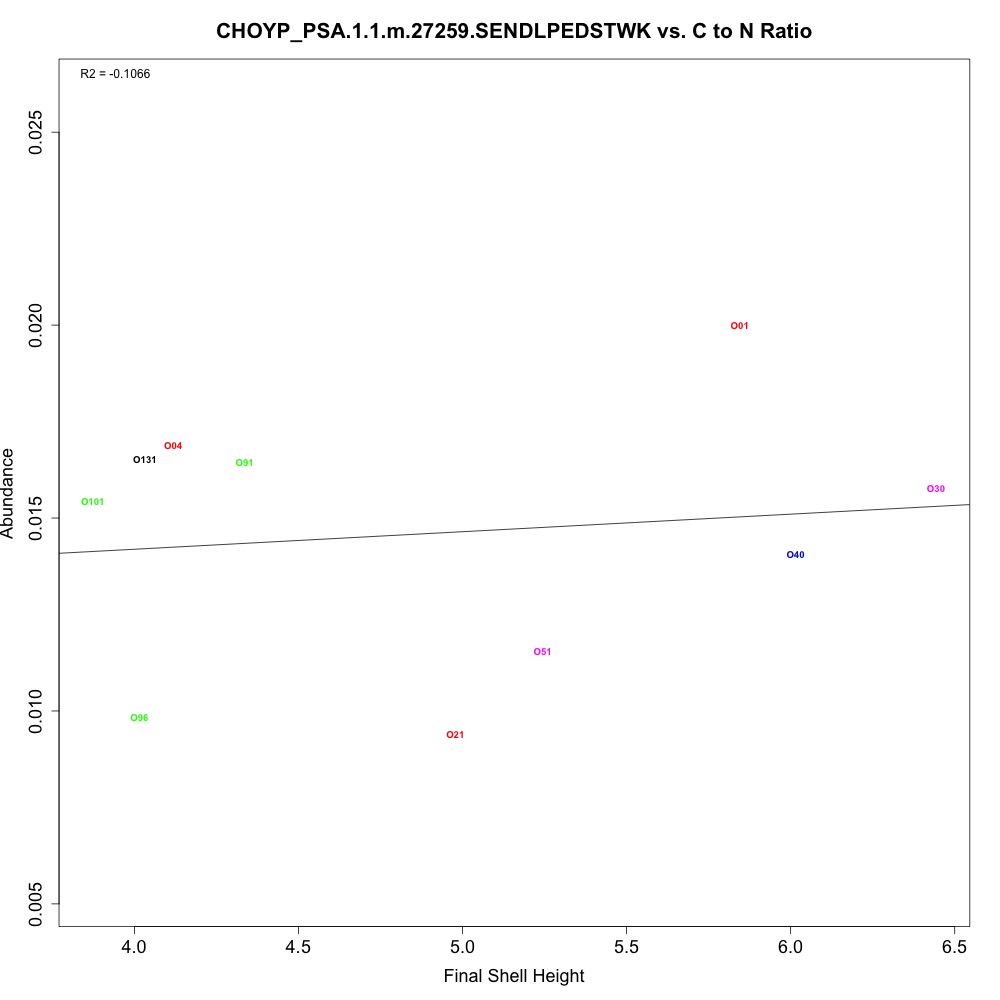 CHOYP_PSA.1.1.m.27259.SENDLPEDSTWK vs. C to N Ratio
R2 = -0.1066
0.025
0.020
O01
O04
O131
O91
O30
O101
0.015
O40
O51
0.010
O96
O21
0.005
Abundance
4.0 4.5 5.0 5.5 6.0 6.5
Final Shell Height